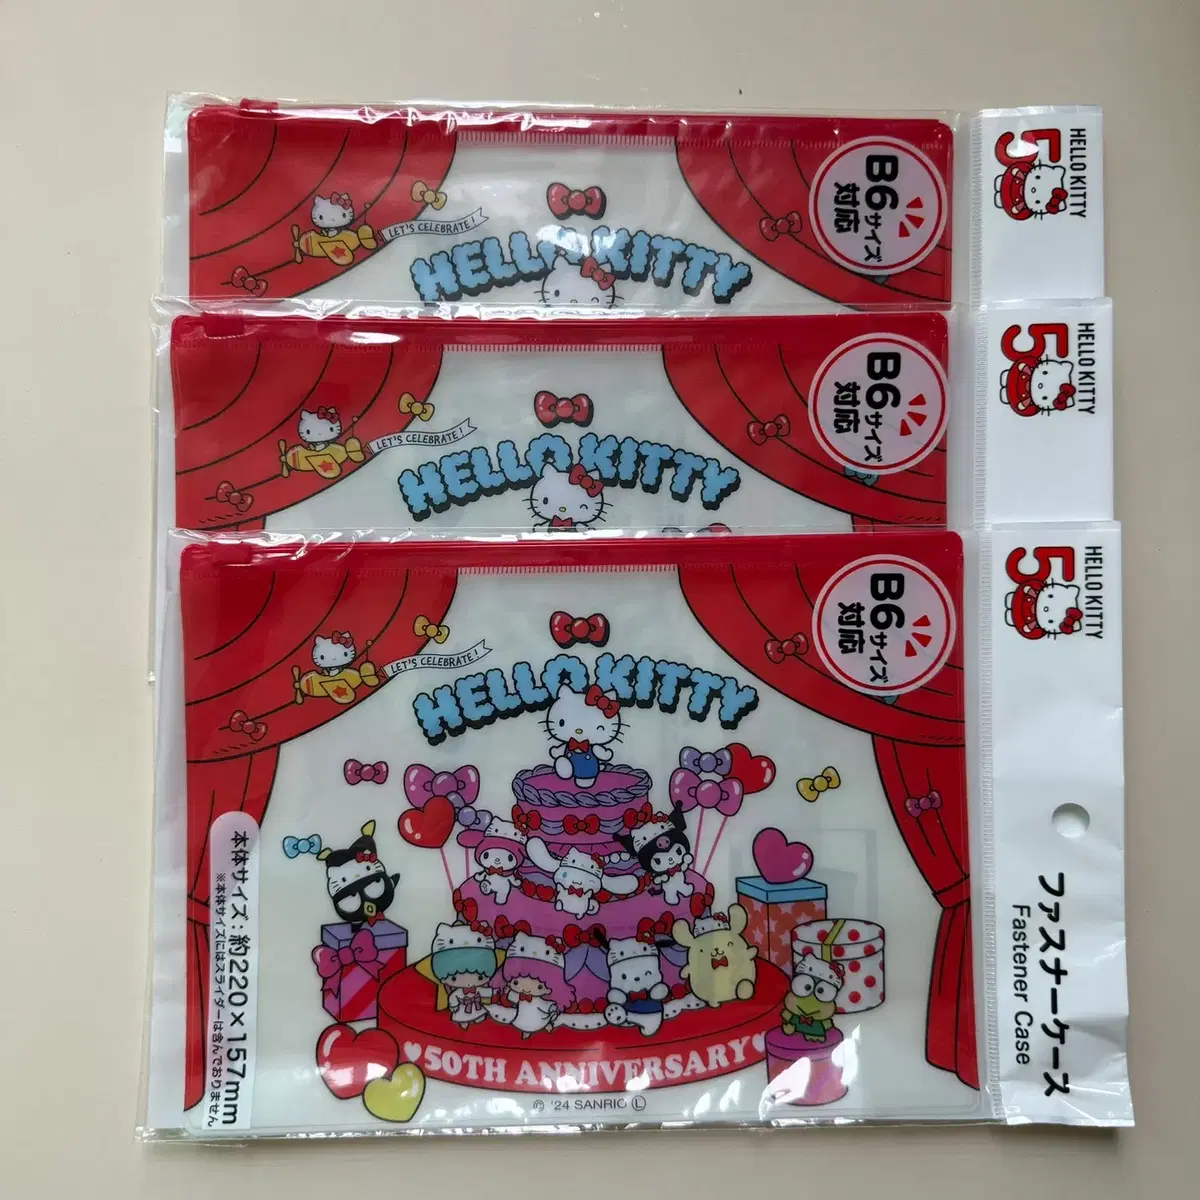 HELLO KITTY
50
B6サイズ
対応
LET'S CELEBRATE!
HELLO KITTY
HELLO KITTY
50
B6サイズ
対応
LET'S CELEBRATE!
HELLO KITTY
HELLO KITTY
50
B6サイズ
対応
LET'S CELEBRATE!
HELLO KITTY
本体サイズ:約220×157mm
※本体サイズにはスライダーは含んでおりません
ファスナーケース
Fastener Case
♥50TH ANNIVERSARY♥
© '24 SANRIO Ⓛ